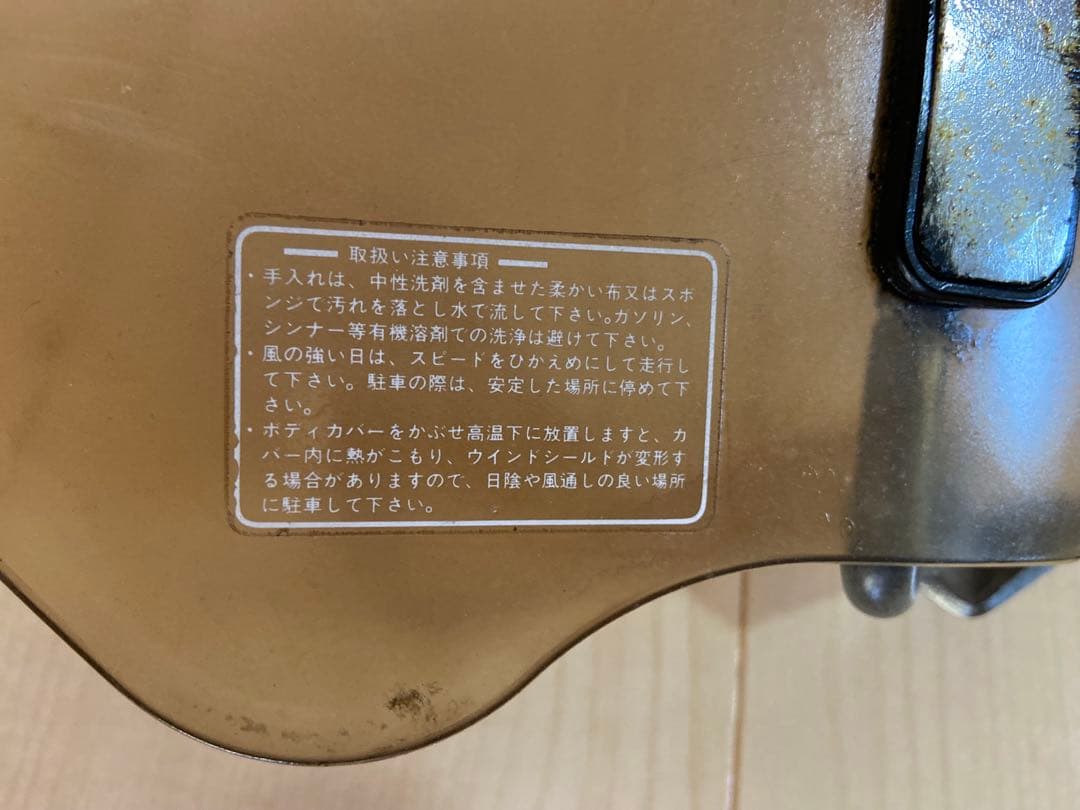 取扱い注意事項
・手入れは、中性洗剤を含ませた柔かい布又はスポ
ンジで汚れを落とし水で流して下さい。ガソリン、
シンナー等有機溶剤での洗浄は避けて下さい。
・風の強い日は、スピードをひかえめにして走行し
て下さい。駐車の際は、安定した場所に停めて下
さい。
・ボディカバーをかぶせ高温下に放置しますと、カ
バー内に熱がこもり、ウインドシールドが変形す
る場合がありますので、日陰や風通しの良い場所
に駐車して下さい。